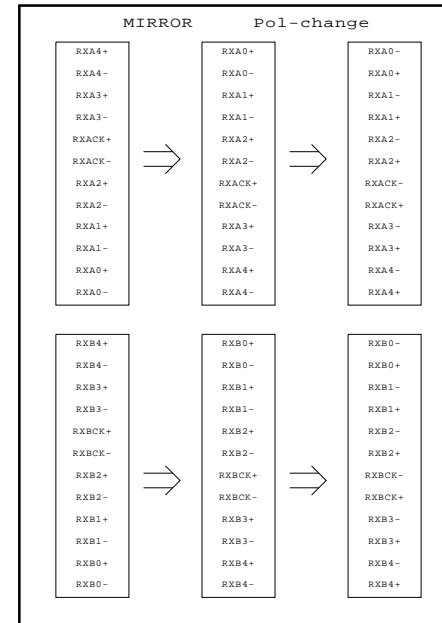 MIRROR Pol-change
RXA4+ RXA0+ RXA0-
RXA4- RXA0- RXA0+
RXA3+ RXA1+ RXA1-
RXA3- RXA1- RXA1+
RXACK+ RXA2+ RXA2-
RXACK- RXA2- RXA2+
RXA2+ RXACK+ RXACK-
RXA2- RXACK- RXACK+
RXA1+ RXA3+ RXA3-
RXA1- RXA3- RXA3+
RXA0+ RXA4+ RXA4-
RXA0- RXA4- RXA4+
RXB4+ RXB0+ RXB0-
RXB4- RXB0- RXB0+
RXB3+ RXB1+ RXB1-
RXB3- RXB1- RXB1+
RXBCK+ RXB2+ RXB2-
RXBCK- RXB2- RXB2+
RXB2+ RXBCK+ RXBCK-
RXB2- RXBCK- RXBCK+
RXB1+ RXB3+ RXB3-
RXB1- RXB3- RXB3+
RXB0+ RXB4+ RXB4-
RXB0- RXB4- RXB4+